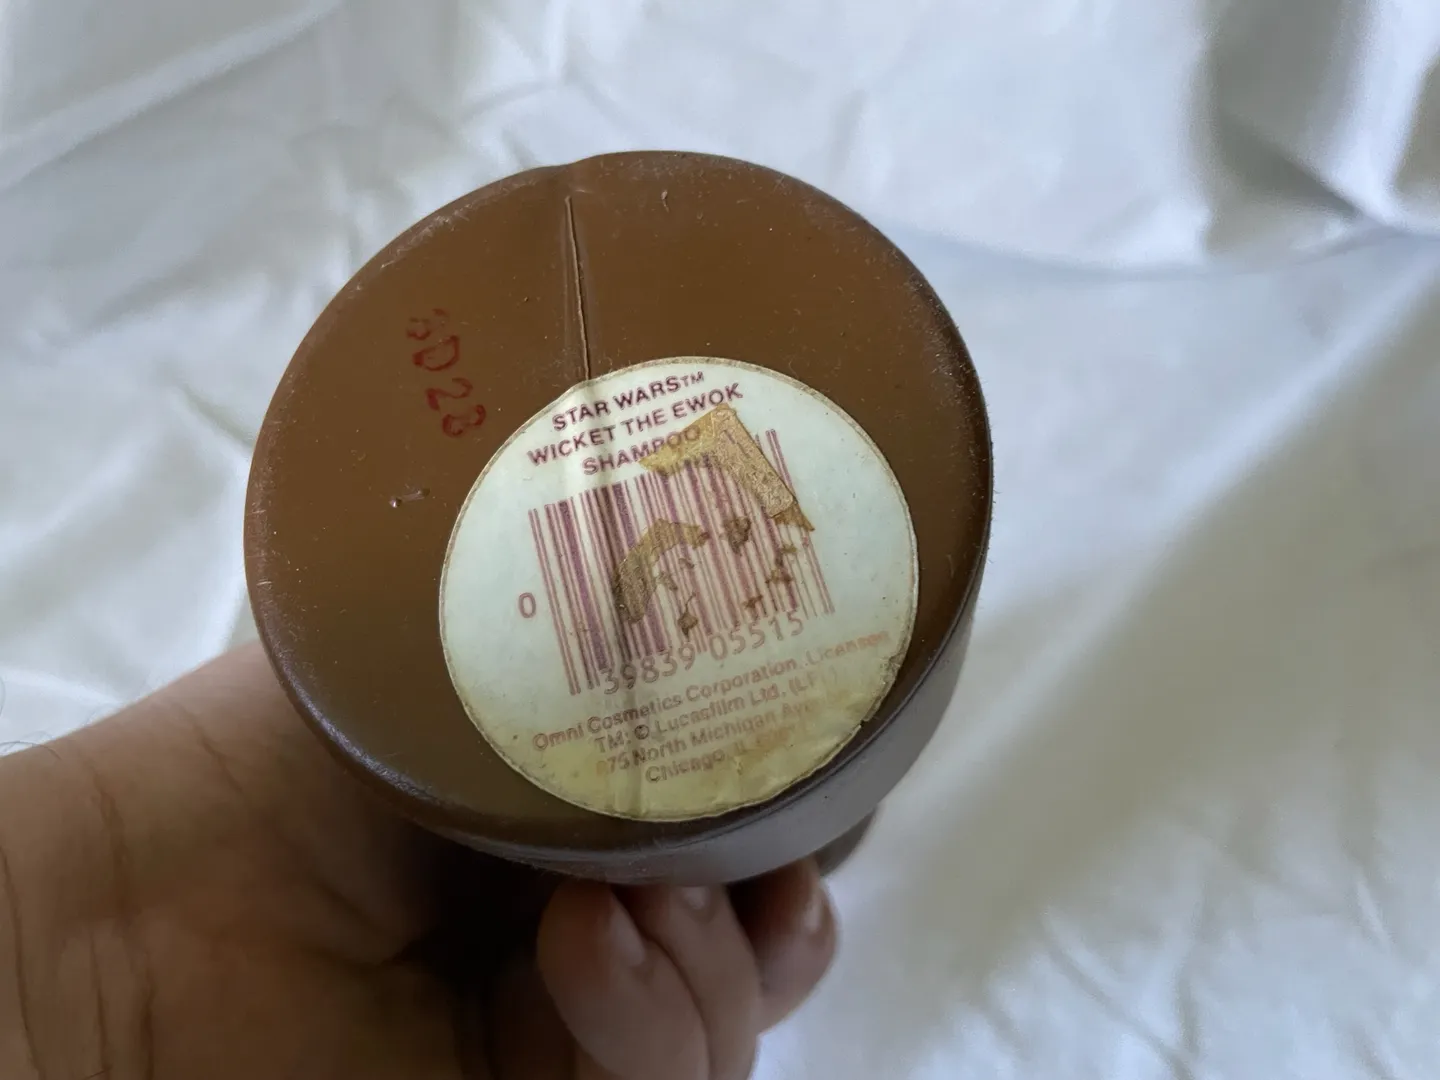 STAR WARS™
WICKET THE EWOK
SHAMPOO
0
39839 05515
Omni Cosmetics Corporation, Licensee
TM: © Lucasfilm Ltd. (LFL)
875 North Michigan Avenue
Chicago, IL
D28